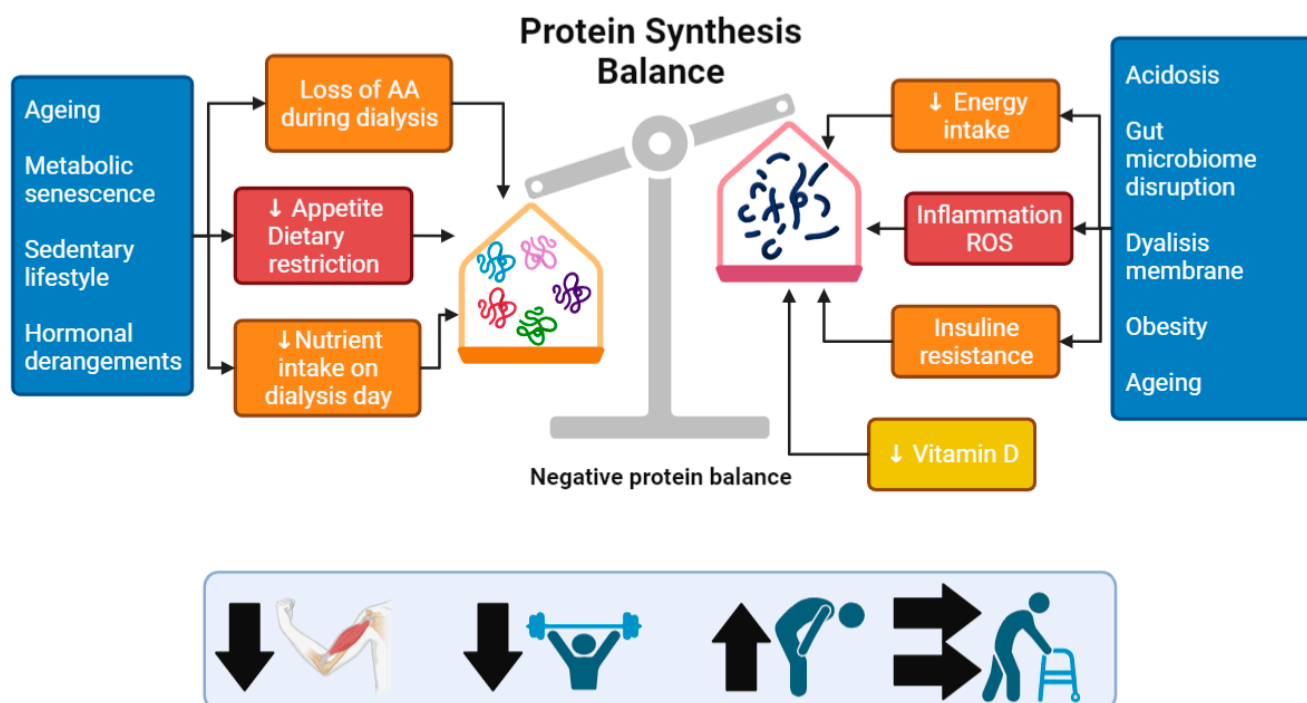 Protein Synthesis
Balance
Ageing
Metabolic
senescence
Sedentary
lifestyle
Hormonal
derangements
Loss of AA
during dialysis
↓ Appetite
Dietary
restriction
↓Nutrient
intake on
dialysis day
↓ Energy
intake
Inflammation
ROS
Insuline
resistance
↓ Vitamin D
Acidosis
Gut
microbiome
disruption
Dyalisis
membrane
Obesity
Ageing
Negative protein balance